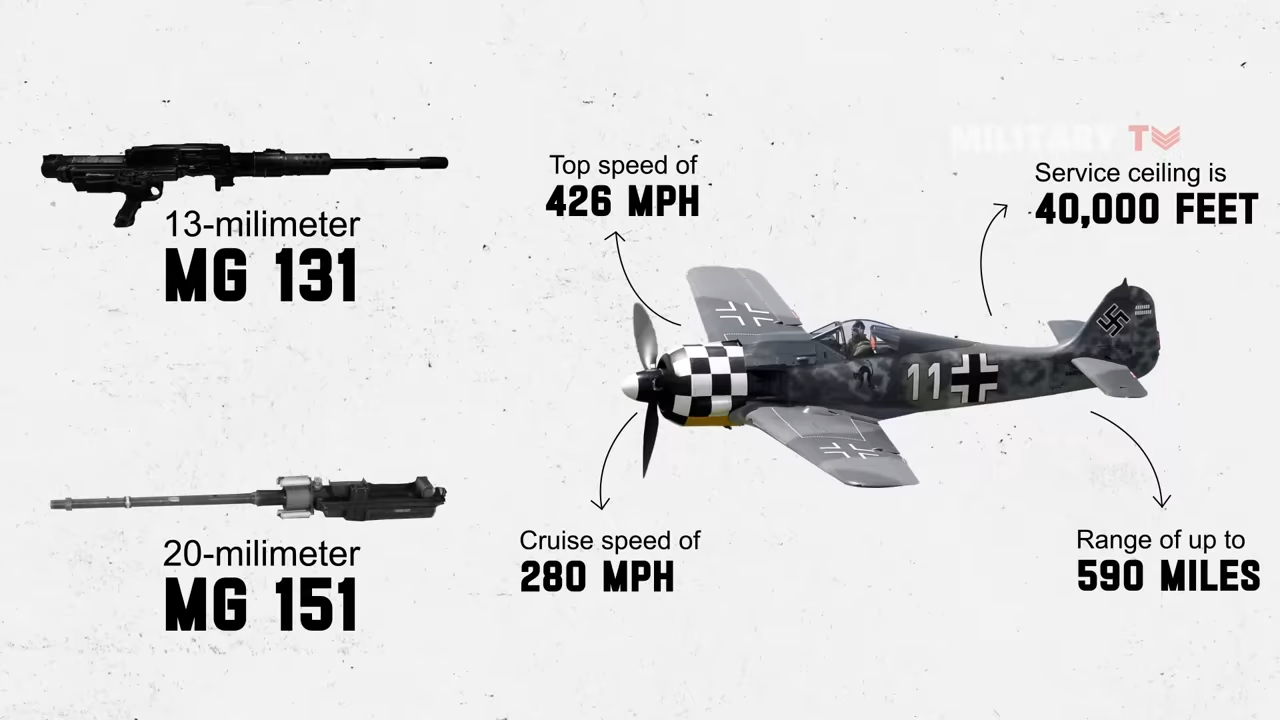 13-milimeter
MG 131
20-milimeter
MG 151
Top speed of
426 MPH
Cruise speed of
280 MPH
MILITARY TV
Service ceiling is
40,000 FEET
11
Range of up to
590 MILES